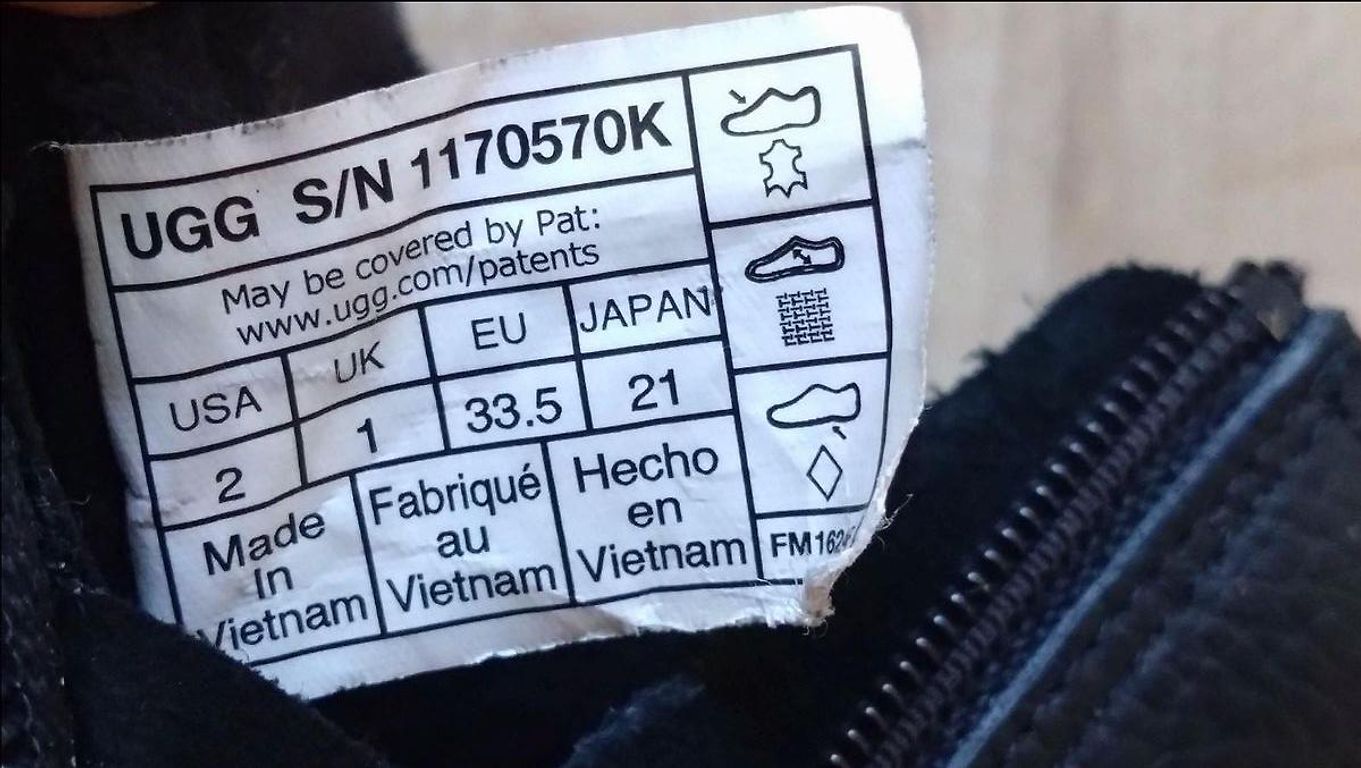 UGG S/N 1170570K
May be covered by Pat:
www.ugg.com/patents
USA UK EU JAPAN
2 1 33.5 21
Made
In
Vietnam
Fabriqué
au
Vietnam
Hecho
en
Vietnam